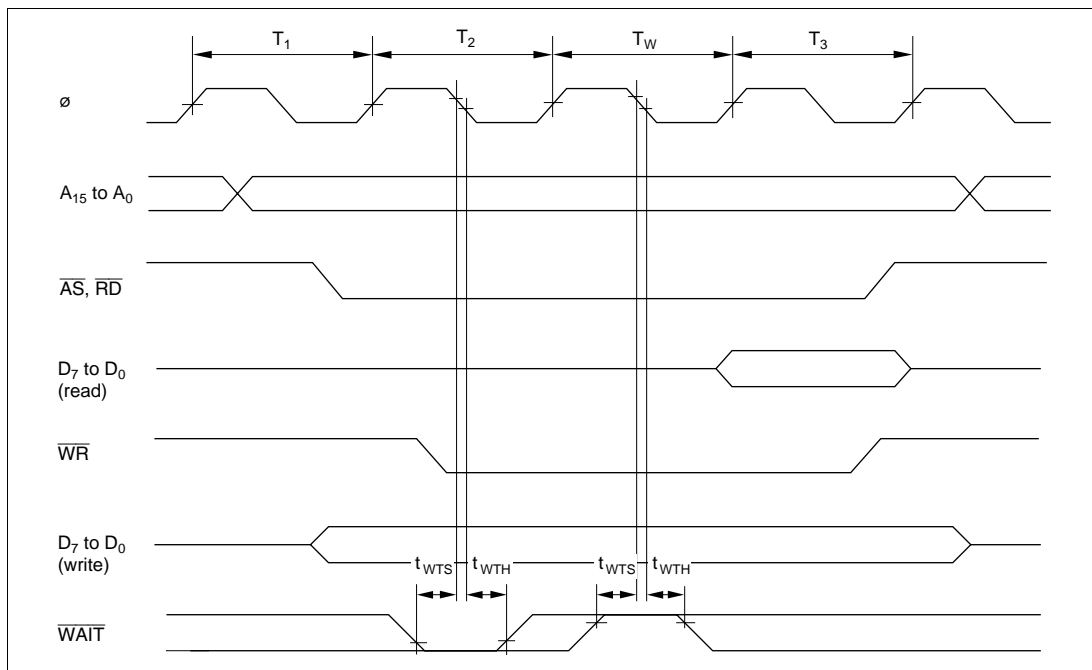 T1 T2 TW T3
ø
A15 to A0
AS, RD
D7 to D0
(read)
WR
D7 to D0
(write)
tWTS tWTH tWTS tWTH
WAIT